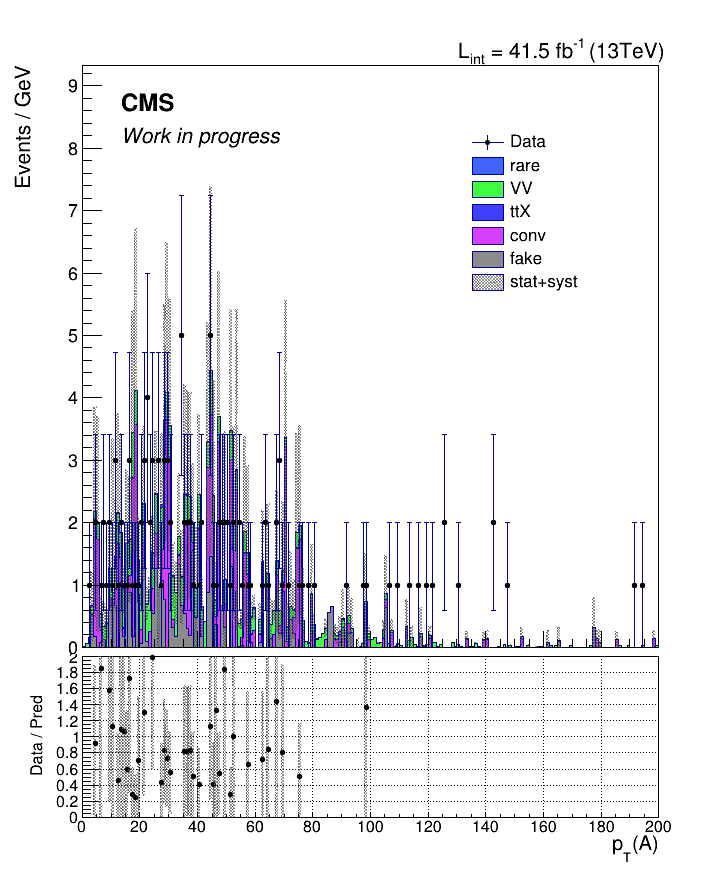 L_int = 41.5 fb^-1 (13TeV)
Events / GeV
CMS
Work in progress
Data
rare
VV
ttX
conv
fake
stat+syst
9
8
7
6
5
4
3
2
1
0
Data / Pred
2
1.8
1.6
1.4
1.2
1
0.8
0.6
0.4
0.2
0
0 20 40 60 80 100 120 140 160 180 200
p_T(A)